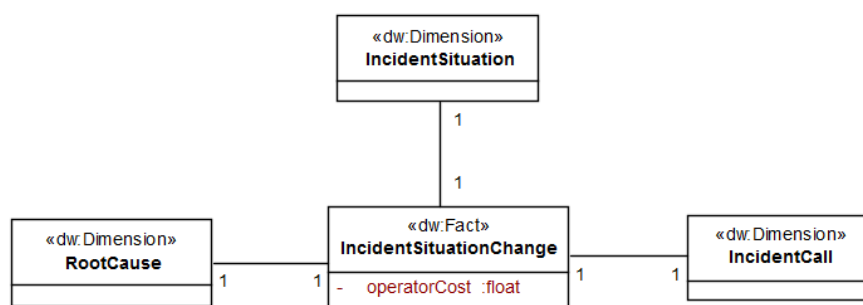 «dw:Dimension»
IncidentSituation
1
1
«dw:Dimension»
RootCause
1
1
«dw:Fact»
IncidentSituationChange
- operatorCost :float
1
1
«dw:Dimension»
IncidentCall